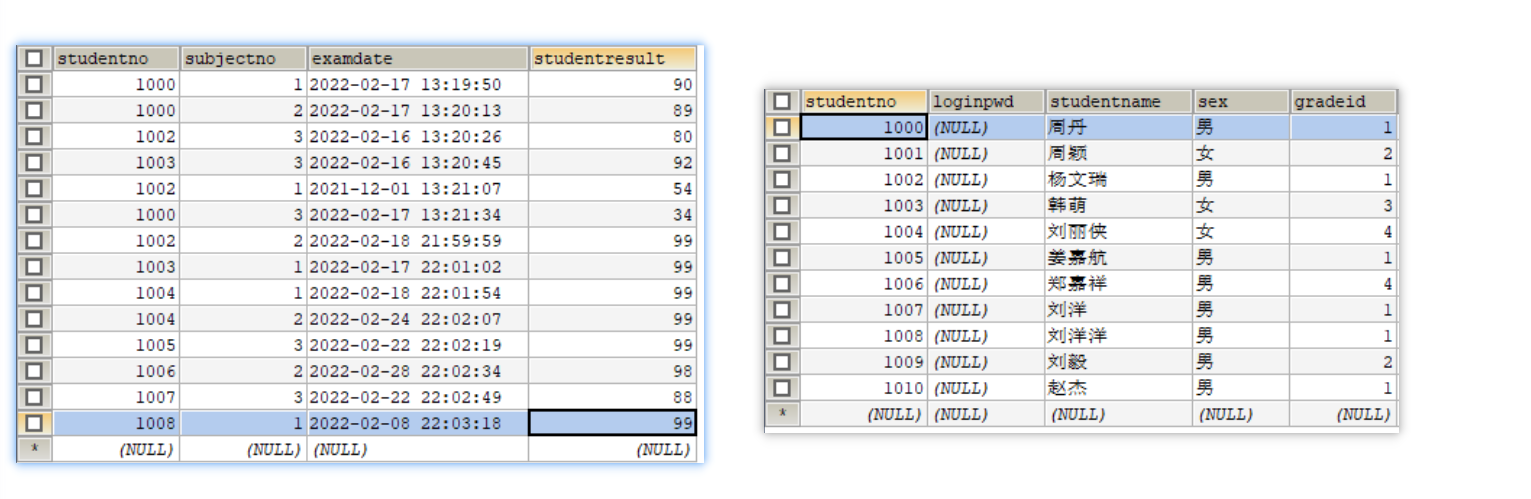 studentno subjectno examdate studentresult
1000 1 2022-02-17 13:19:50 90
1000 2 2022-02-17 13:20:13 89
1002 3 2022-02-16 13:20:26 80
1003 3 2022-02-16 13:20:45 92
1002 1 2021-12-01 13:21:07 54
1000 3 2022-02-17 13:21:34 34
1002 2 2022-02-18 21:59:59 99
1003 1 2022-02-17 22:01:02 99
1004 1 2022-02-18 22:01:54 99
1004 2 2022-02-24 22:02:07 99
1005 3 2022-02-22 22:02:19 99
1006 2 2022-02-28 22:02:34 98
1007 3 2022-02-22 22:02:49 88
1008 1 2022-02-08 22:03:18 99
* (NULL) (NULL) (NULL) (NULL)
studentno loginpwd studentname sex gradeid
1000 (NULL) 周丹 男 1
1001 (NULL) 周颖 女 2
1002 (NULL) 杨文瑞 男 1
1003 (NULL) 韩萌 女 3
1004 (NULL) 刘丽侠 女 4
1005 (NULL) 姜嘉航 男 1
1006 (NULL) 郑嘉祥 男 4
1007 (NULL) 刘洋 男 1
1008 (NULL) 刘洋洋 男 1
1009 (NULL) 刘毅 男 2
1010 (NULL) 赵杰 男 1
* (NULL) (NULL) (NULL) (NULL) (NULL)